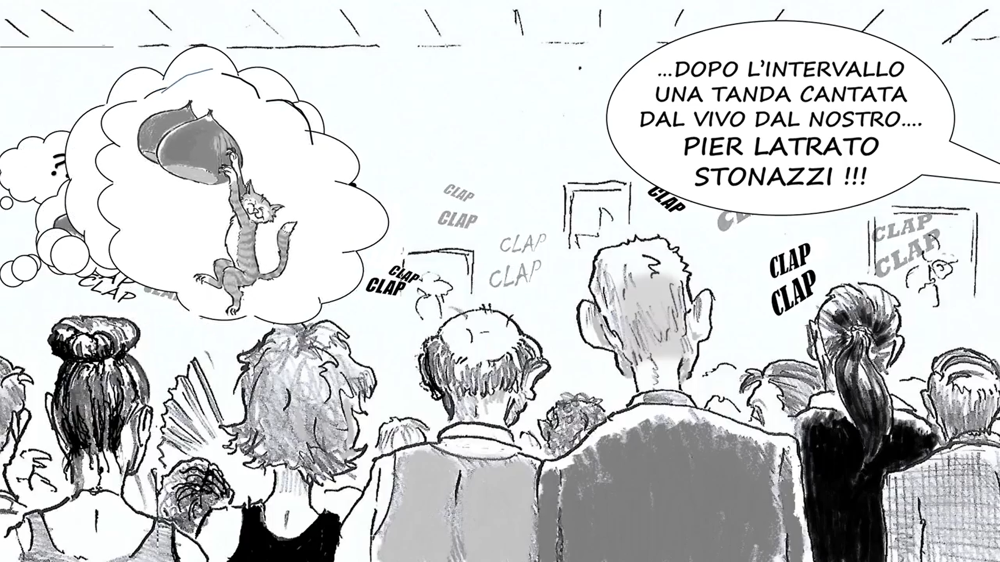 ...DOPO L'INTERVALLO
UNA TANDA CANTATA
DAL VIVO DAL NOSTRO....
PIER LATRATO
STONAZZI !!!
?
CLAP
CLAP
CLAP
CLAP
CLAP
CLAP
CLAP
CLAP
CLAP
CLAP
CLAP
CLAP
CLAP